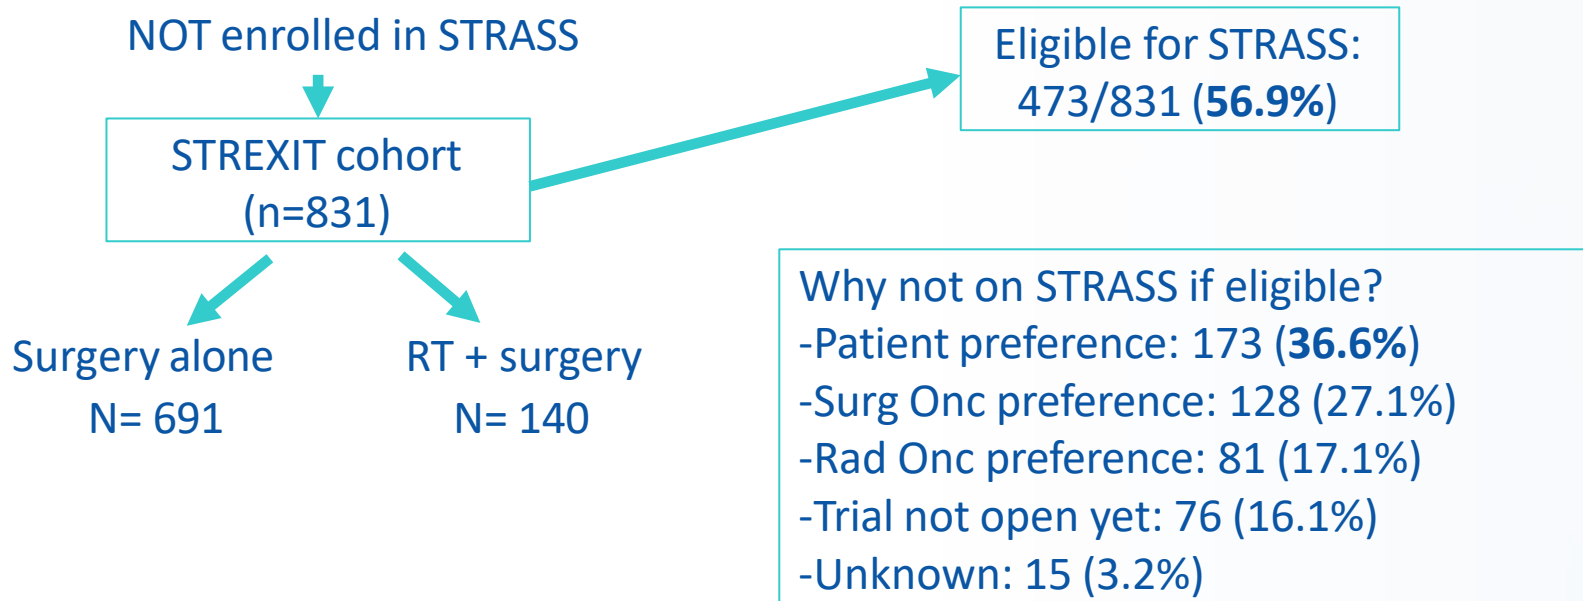 NOT enrolled in STRASS
STREXIT cohort
(n=831)
Surgery alone
N= 691
RT + surgery
N= 140
Eligible for STRASS:
473/831 (56.9%)
Why not on STRASS if eligible?
-Patient preference: 173 (36.6%)
-Surg Onc preference: 128 (27.1%)
-Rad Onc preference: 81 (17.1%)
-Trial not open yet: 76 (16.1%)
-Unknown: 15 (3.2%)